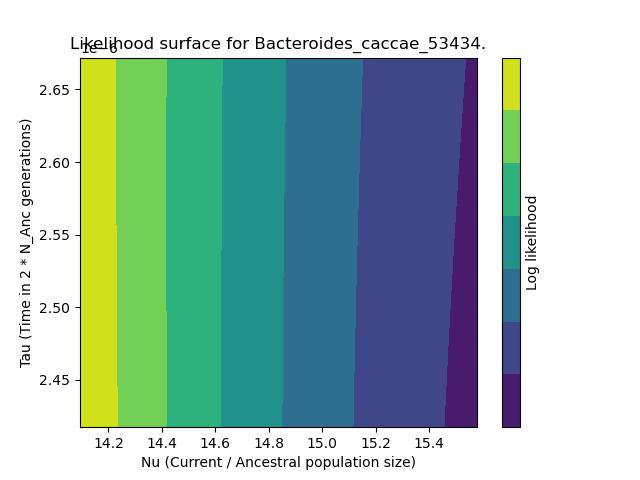 Likelihood surface for Bacteroides_caccae_53434.
1e−6
2.65
2.60
2.55
2.50
2.45
Tau (Time in 2 * N_Anc generations)
14.2 14.4 14.6 14.8 15.0 15.2 15.4
Nu (Current / Ancestral population size)
Log likelihood